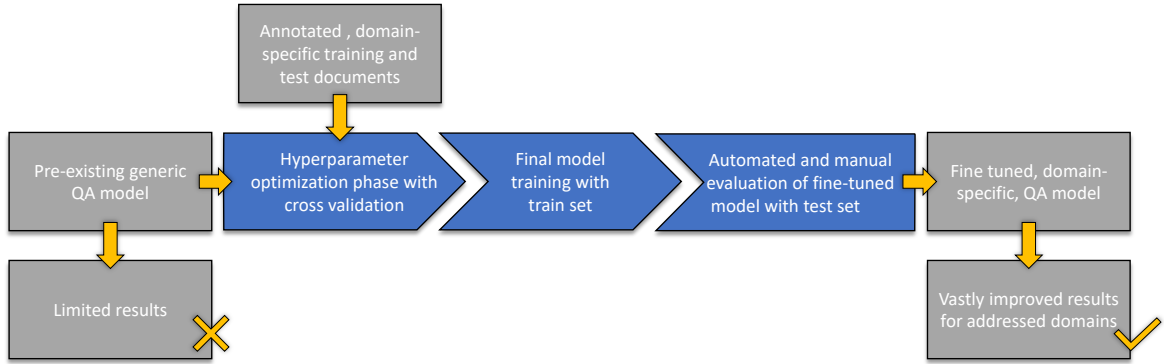 Annotated , domain-
specific training and
test documents
Pre-existing generic
QA model
Hyperparameter
optimization phase with
cross validation
Final model
training with
train set
Automated and manual
evaluation of fine-tuned
model with test set
Fine tuned, domain-
specific, QA model
Limited results
Vastly improved results
for addressed domains